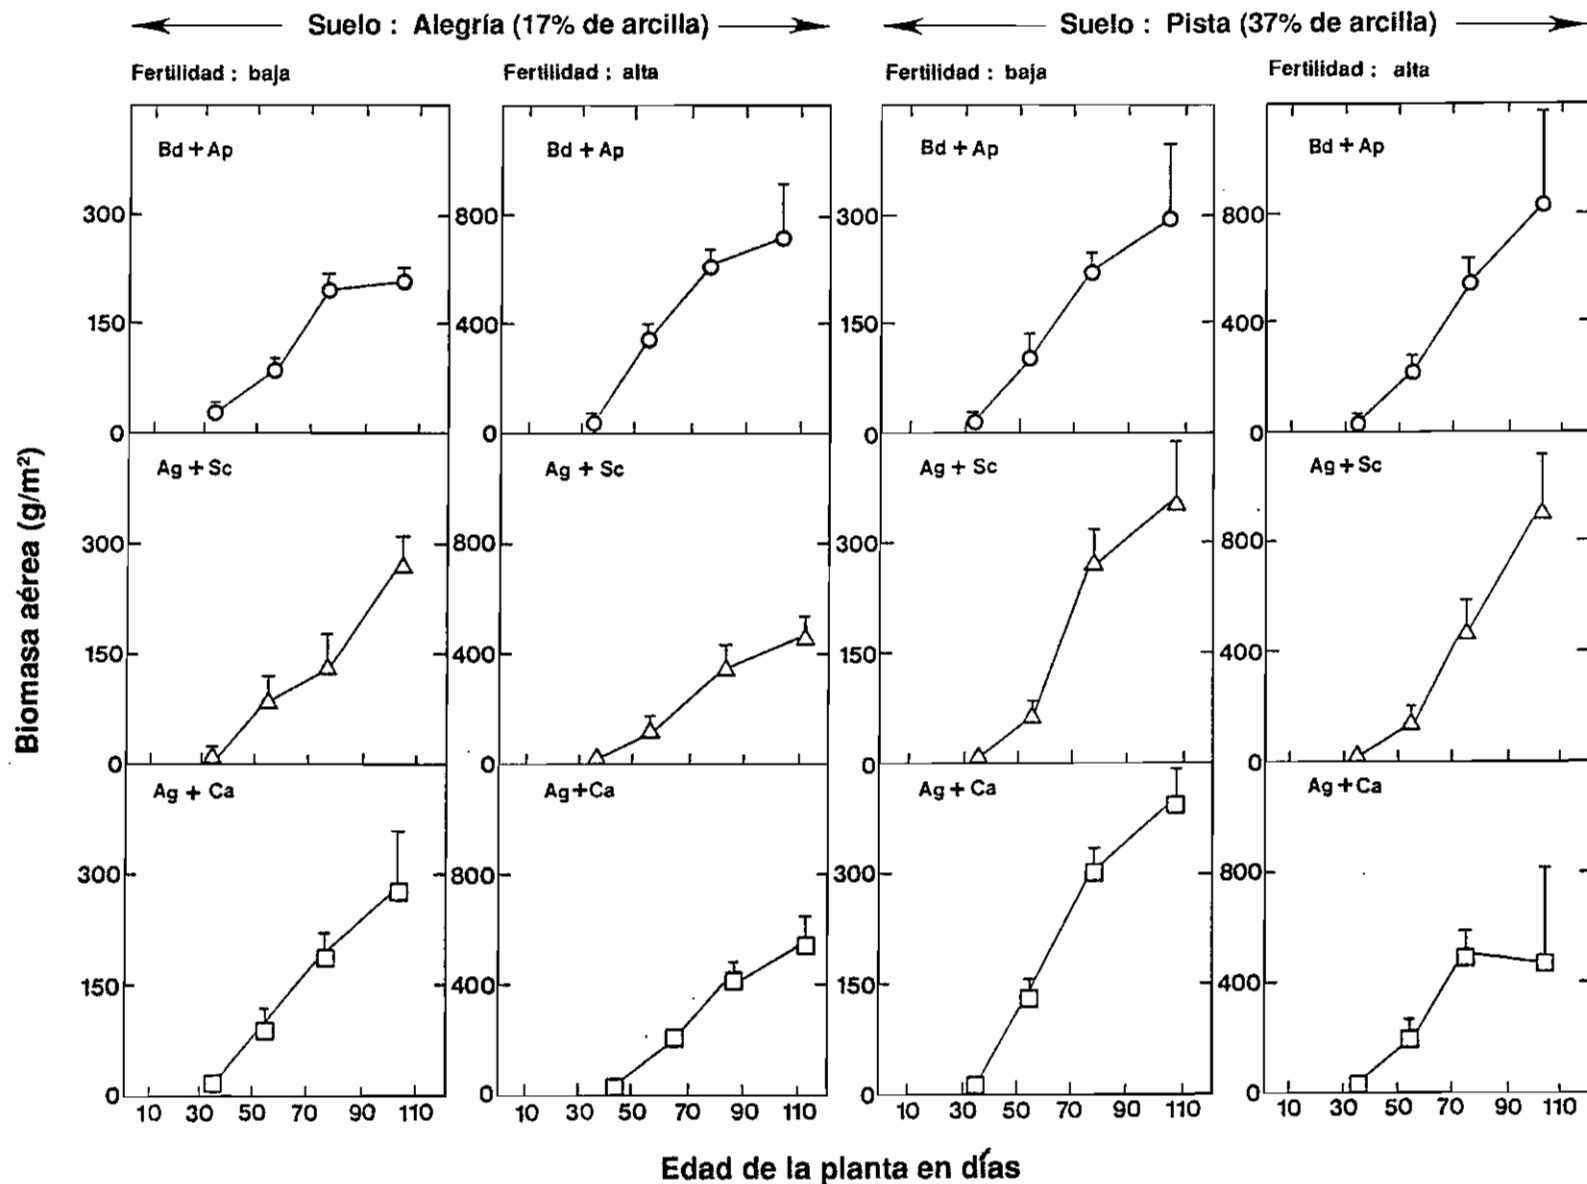 Suelo : Alegría (17% de arcilla)
Suelo : Pista (37% de arcilla)
Fertilidad : baja
Fertilidad : alta
Fertilidad : baja
Fertilidad : alta
Bd + Ap
Bd + Ap
Bd + Ap
Bd + Ap
300
800
300
800
150
400
150
400
0
0
0
0
Ag + Sc
Ag + Sc
Ag + Sc
Ag + Sc
300
800
300
800
150
400
150
400
0
0
0
0
Ag + Ca
Ag+Ca
Ag + Ca
Ag+Ca
300
800
300
800
150
400
150
400
0
0
0
0
10 30 50 70 90 110
10 30 50 70 90 110
10 30 50 70 90 110
10 30 50 70 90 110
Biomasa aérea (g/m²)
Edad de la planta en días